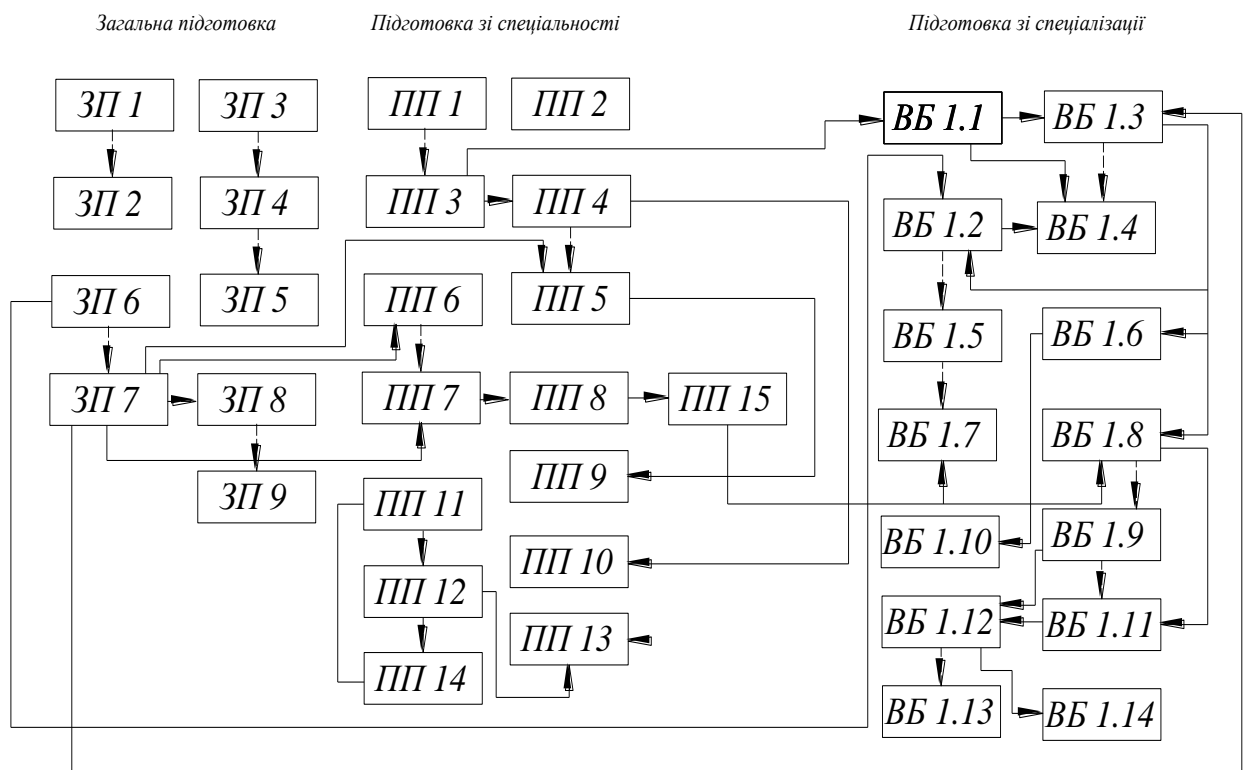 Загальна підготовка
Підготовка зі спеціальності
Підготовка зі спеціалізації
ЗП 1
ЗП 3
ПП 1
ПП 2
ВБ 1.1
ВБ 1.3
ЗП 2
ЗП 4
ПП 3
ПП 4
ВБ 1.2
ВБ 1.4
ЗП 6
ЗП 5
ПП 6
ПП 5
ВБ 1.5
ВБ 1.6
ЗП 7
ЗП 8
ПП 7
ПП 8
ПП 15
ВБ 1.7
ВБ 1.8
ЗП 9
ПП 11
ПП 9
ВБ 1.10
ВБ 1.9
ПП 12
ПП 10
ВБ 1.12
ВБ 1.11
ПП 14
ПП 13
ВБ 1.13
ВБ 1.14